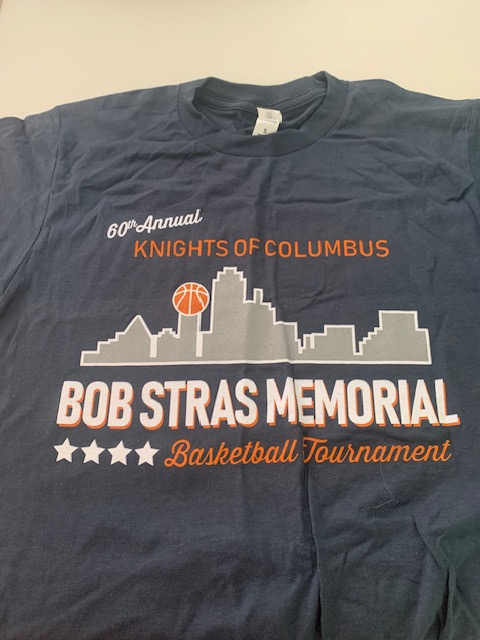 60th Annual
KNIGHTS OF COLUMBUS
BOB STRAS MEMORIAL
Basketball Tournament